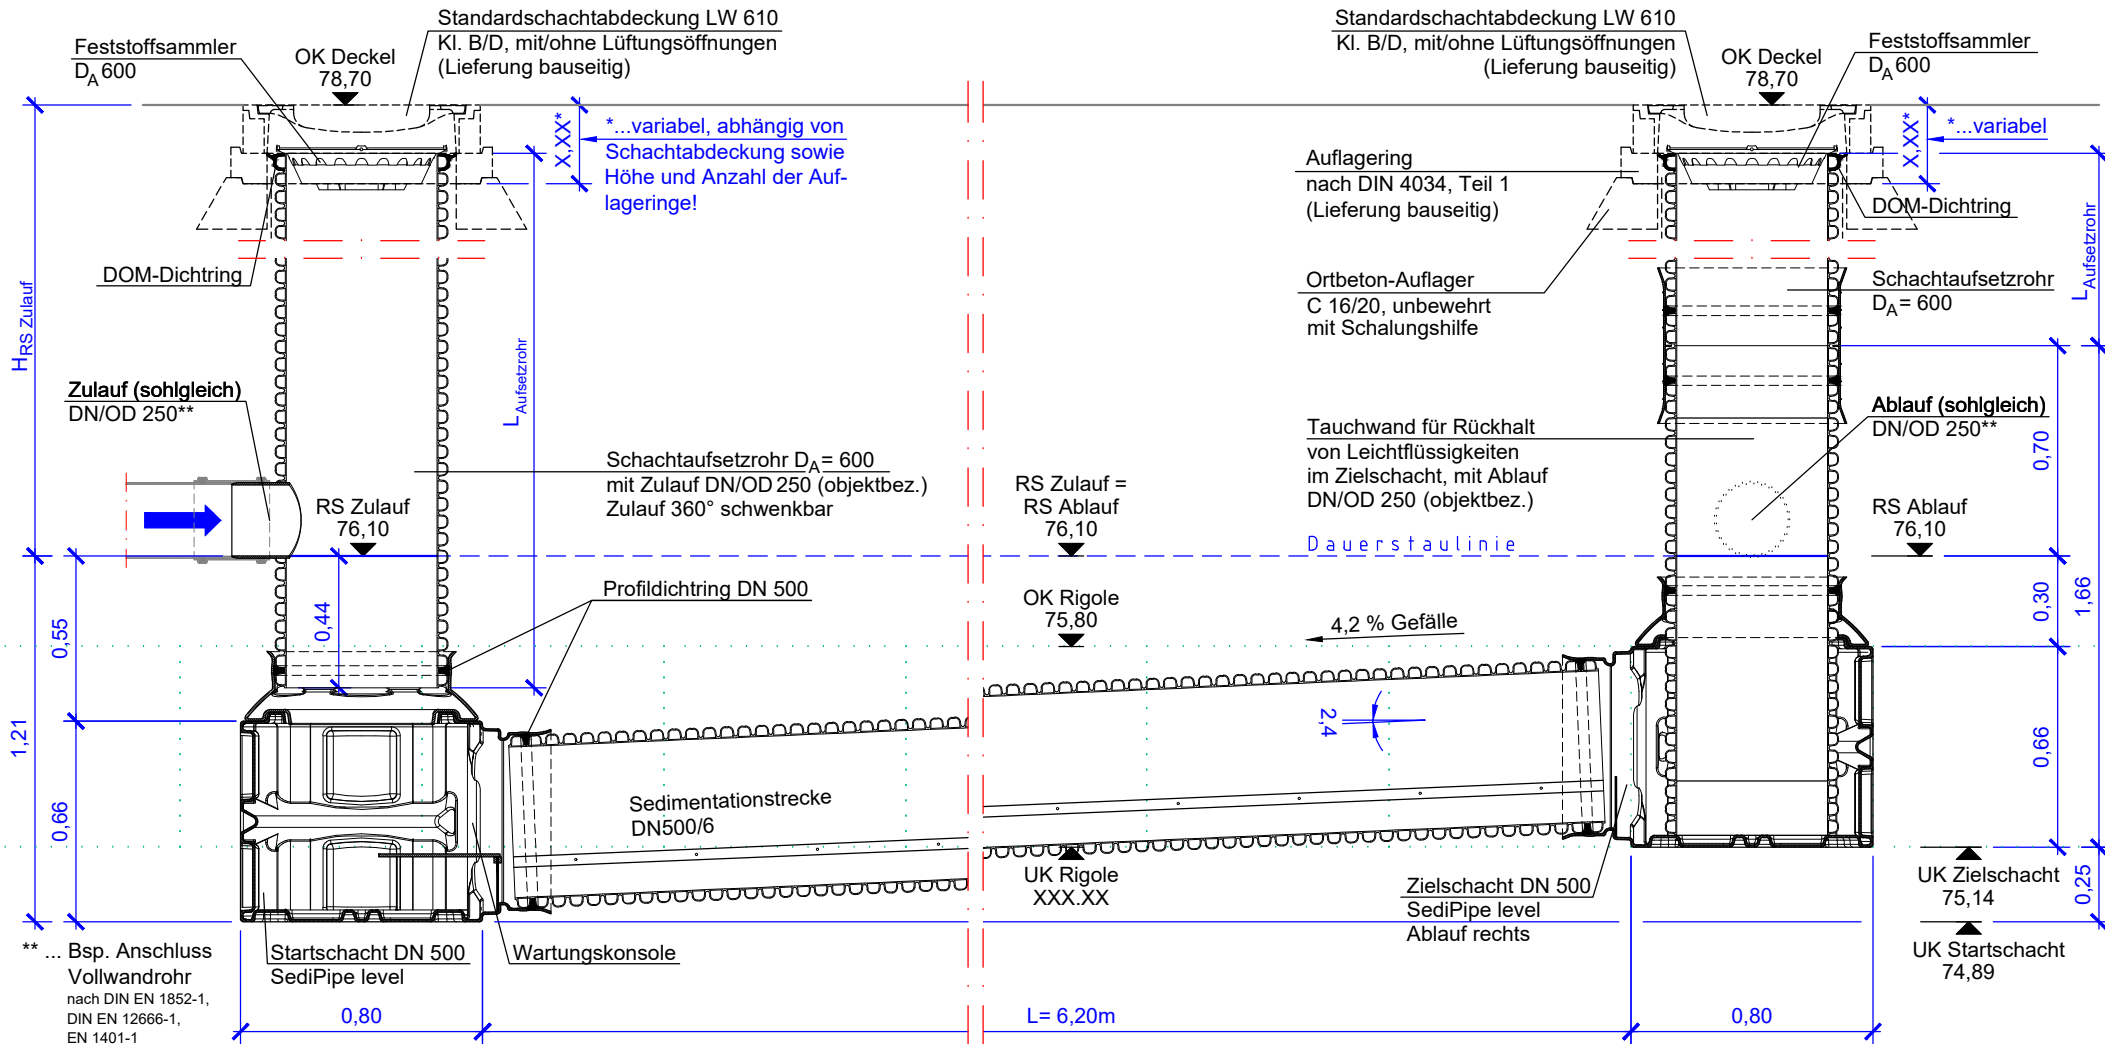 Standardschachtabdeckung LW 610
Kl. B/D, mit/ohne Lüftungsöffnungen
(Lieferung bauseitig)
Feststoffsammler
DA 600
OK Deckel
78,70
X,XX*
*...variabel, abhängig von
Schachtabdeckung sowie
Höhe und Anzahl der Auf-
lageringe!
DOM-Dichtring
HRS Zulauf
LAufsetzrohr
Zulauf (sohlgleich)
DN/OD 250**
RS Zulauf
76,10
Schachtaufsetzrohr DA = 600
mit Zulauf DN/OD 250 (objektbez.)
Zulauf 360° schwenkbar
Profildichtring DN 500
0,44
0,55
1,21
0,66
Sedimentationstrecke
DN500/6
Startschacht DN 500
SediPipe level
Wartungskonsole
** ... Bsp. Anschluss
Vollwandrohr
nach DIN EN 1852-1,
DIN EN 12666-1,
EN 1401-1
0,80
L= 6,20m
0,80
Standardschachtabdeckung LW 610
Kl. B/D, mit/ohne Lüftungsöffnungen
(Lieferung bauseitig)
OK Deckel
78,70
Feststoffsammler
DA 600
X,XX*
*...variabel
Auflagering
nach DIN 4034, Teil 1
(Lieferung bauseitig)
DOM-Dichtring
LAufsetzrohr
Ortbeton-Auflager
C 16/20, unbewehrt
mit Schalungshilfe
Schachtaufsetzrohr
DA = 600
Tauchwand für Rückhalt
von Leichtflüssigkeiten
im Zielschacht, mit Ablauf
DN/OD 250 (objektbez.)
Ablauf (sohlgleich)
DN/OD 250**
0,70
RS Zulauf =
RS Ablauf
76,10
Dauerstaulinie
RS Ablauf
76,10
OK Rigole
75,80
4,2 % Gefälle
0,30
1,66
2,4
0,66
UK Rigole
XXX.XX
Zielschacht DN 500
SediPipe level
Ablauf rechts
UK Zielschacht
75,14
0,25
UK Startschacht
74,89